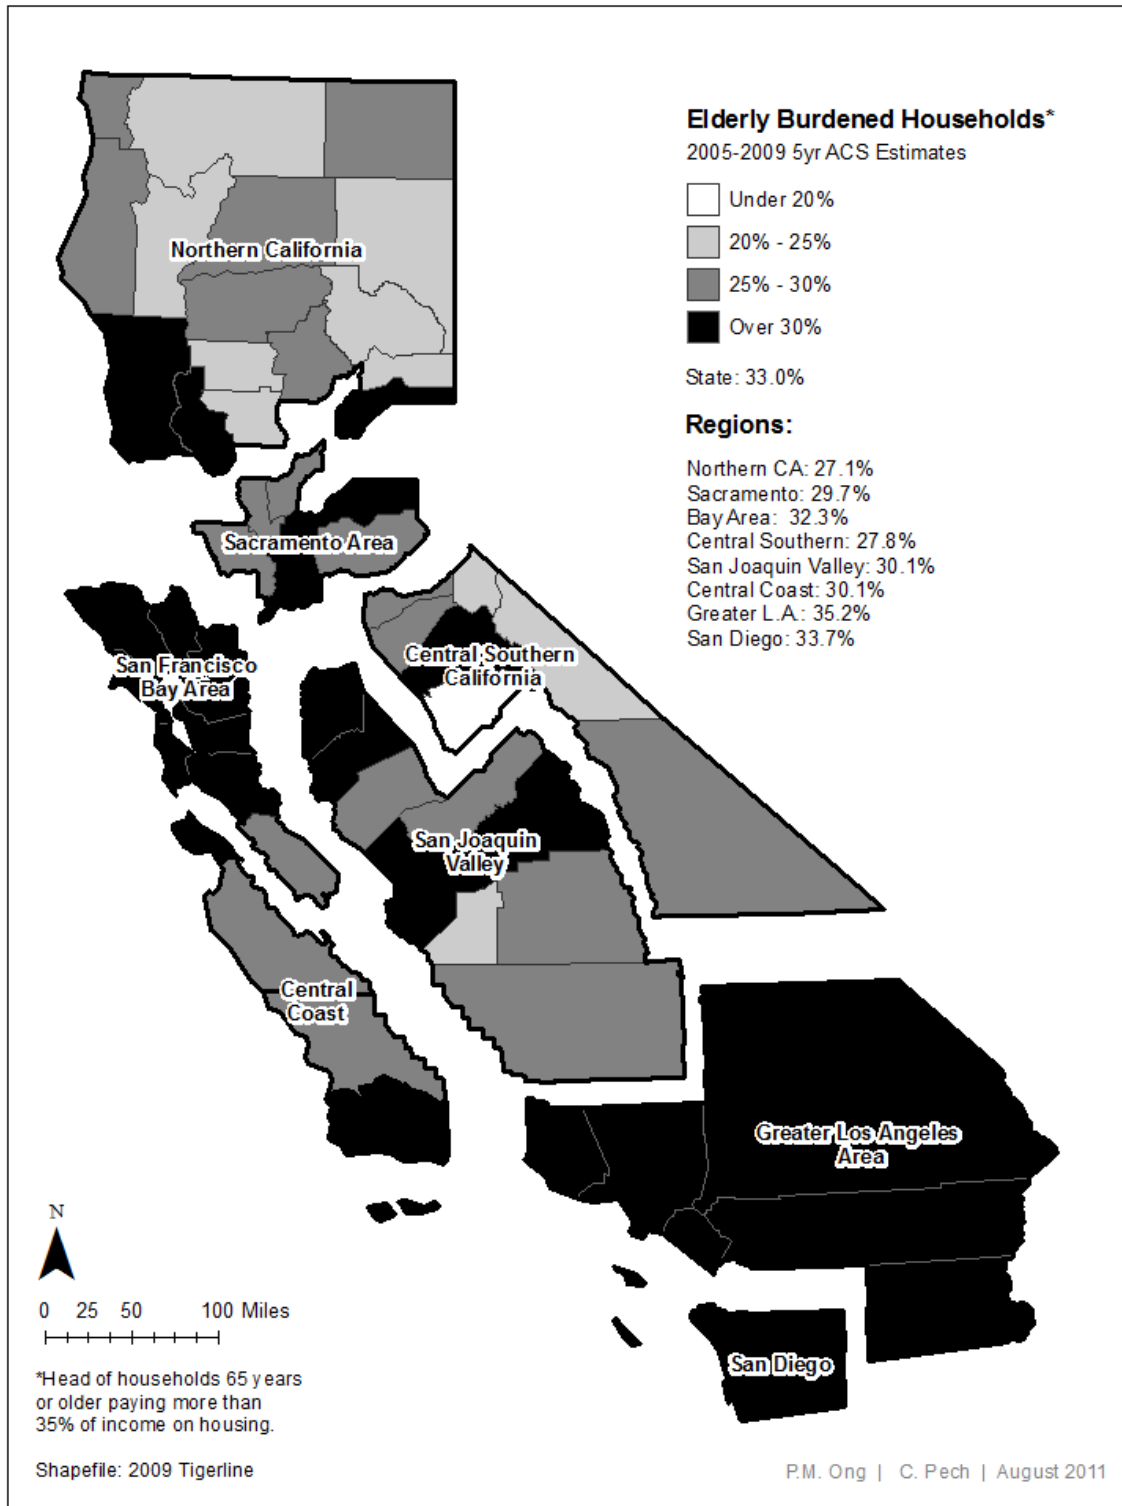 Elderly Burdened Households*
2005-2009 5yr ACS Estimates
Under 20%
20% - 25%
25% - 30%
Over 30%
State: 33.0%
Regions:
Northern CA: 27.1%
Sacramento: 29.7%
Bay Area: 32.3%
Central Southern: 27.8%
San Joaquin Valley: 30.1%
Central Coast: 30.1%
Greater L.A.: 35.2%
San Diego: 33.7%
Northern California
Sacramento Area
San Francisco
Bay Area
Central Southern
California
San Joaquin
Valley
Central
Coast
Greater Los Angeles
Area
San Diego
N
0 25 50 100 Miles
*Head of households 65 years
or older paying more than
35% of income on housing.
Shapefile: 2009 Tigerline
P.M. Ong | C. Pech | August 2011